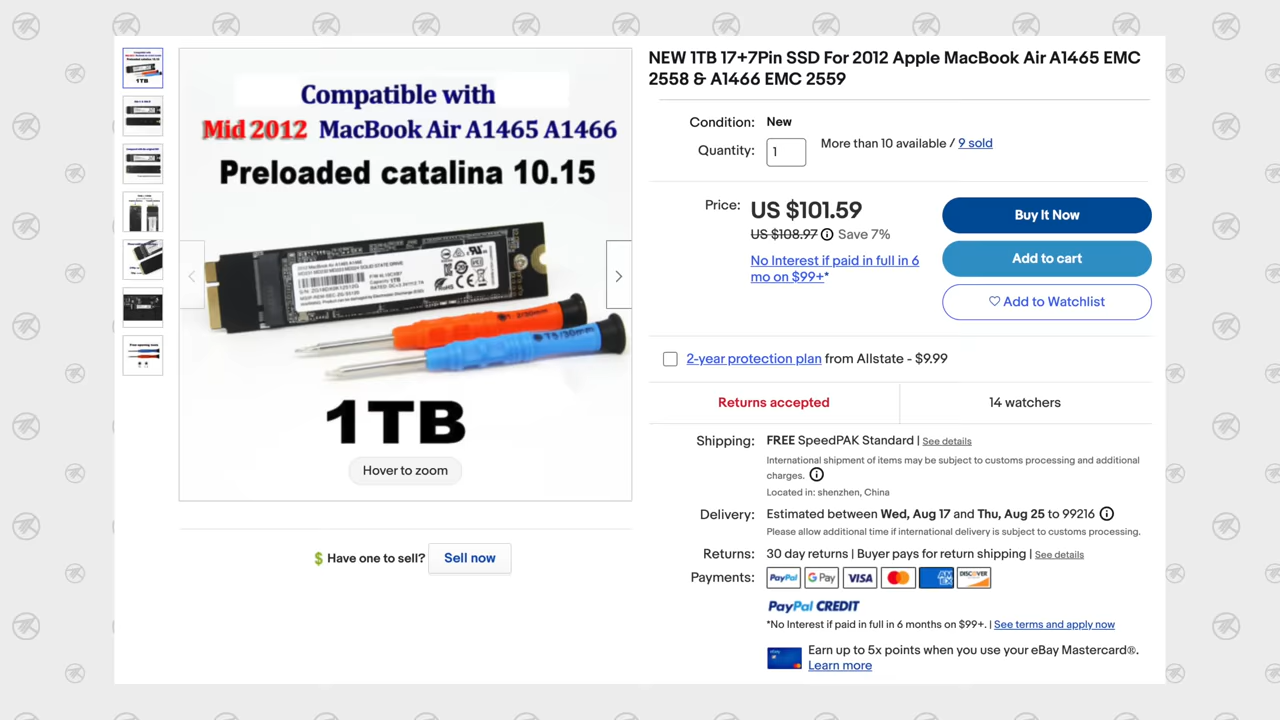 NEW 1TB 17+7Pin SSD For 2012 Apple MacBook Air A1465 EMC
2558 & A1466 EMC 2559
Compatible with
Mid 2012 MacBook Air A1465 A1466
Preloaded catalina 10.15
1TB
Hover to zoom
Have one to sell? Sell now
Condition: New
Quantity: 1 More than 10 available / 9 sold
Price: US $101.59
US $108.97 Save 7%
No Interest if paid in full in 6
mo on $99+*
Buy It Now
Add to cart
Add to Watchlist
2-year protection plan from Allstate - $9.99
Returns accepted 14 watchers
Shipping: FREE SpeedPAK Standard | See details
International shipment of items may be subject to customs processing and additional
charges.
Located in: shenzhen, China
Delivery: Estimated between Wed, Aug 17 and Thu, Aug 25 to 99216
Please allow additional time if international delivery is subject to customs processing.
Returns: 30 day returns | Buyer pays for return shipping | See details
Payments: PayPal G Pay VISA AM EX DISCOVER
PayPal CREDIT
*No Interest if paid in full in 6 months on $99+. | See terms and apply now
Earn up to 5x points when you use your eBay Mastercard®.
Learn more